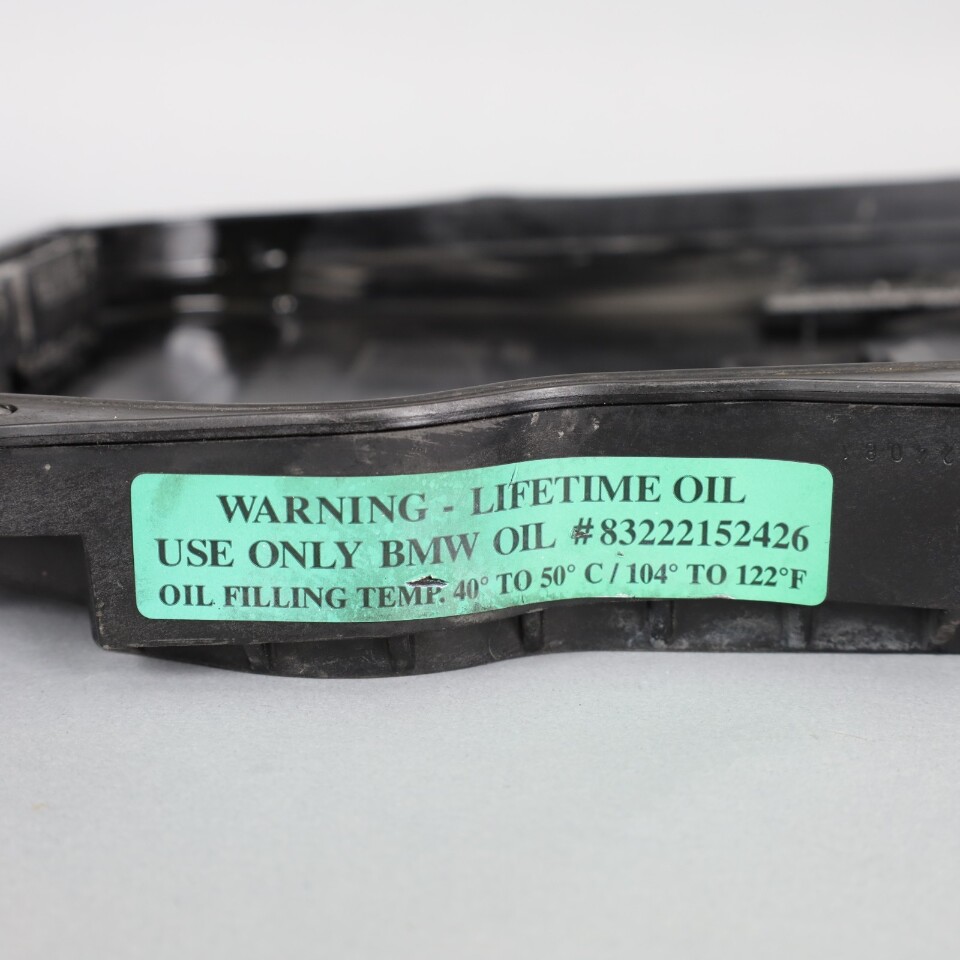 WARNING - LIFETIME OIL
USE ONLY BMW OIL #83222152426
OIL FILLING TEMP. 40° TO 50° C / 104° TO 122°F